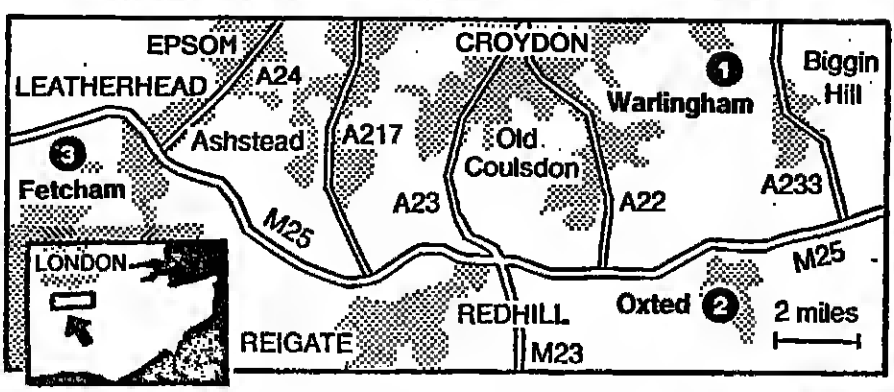 EPSOM
CROYDON
LEATHERHEAD
A24
1
Biggin
Hill
Warlingham
Ashstead
A217
Old
Coulsdon
3
Fetcham
A23
A22
A233
M25
M25
LONDON
Oxted 2
2 miles
REDHILL
REIGATE
M23